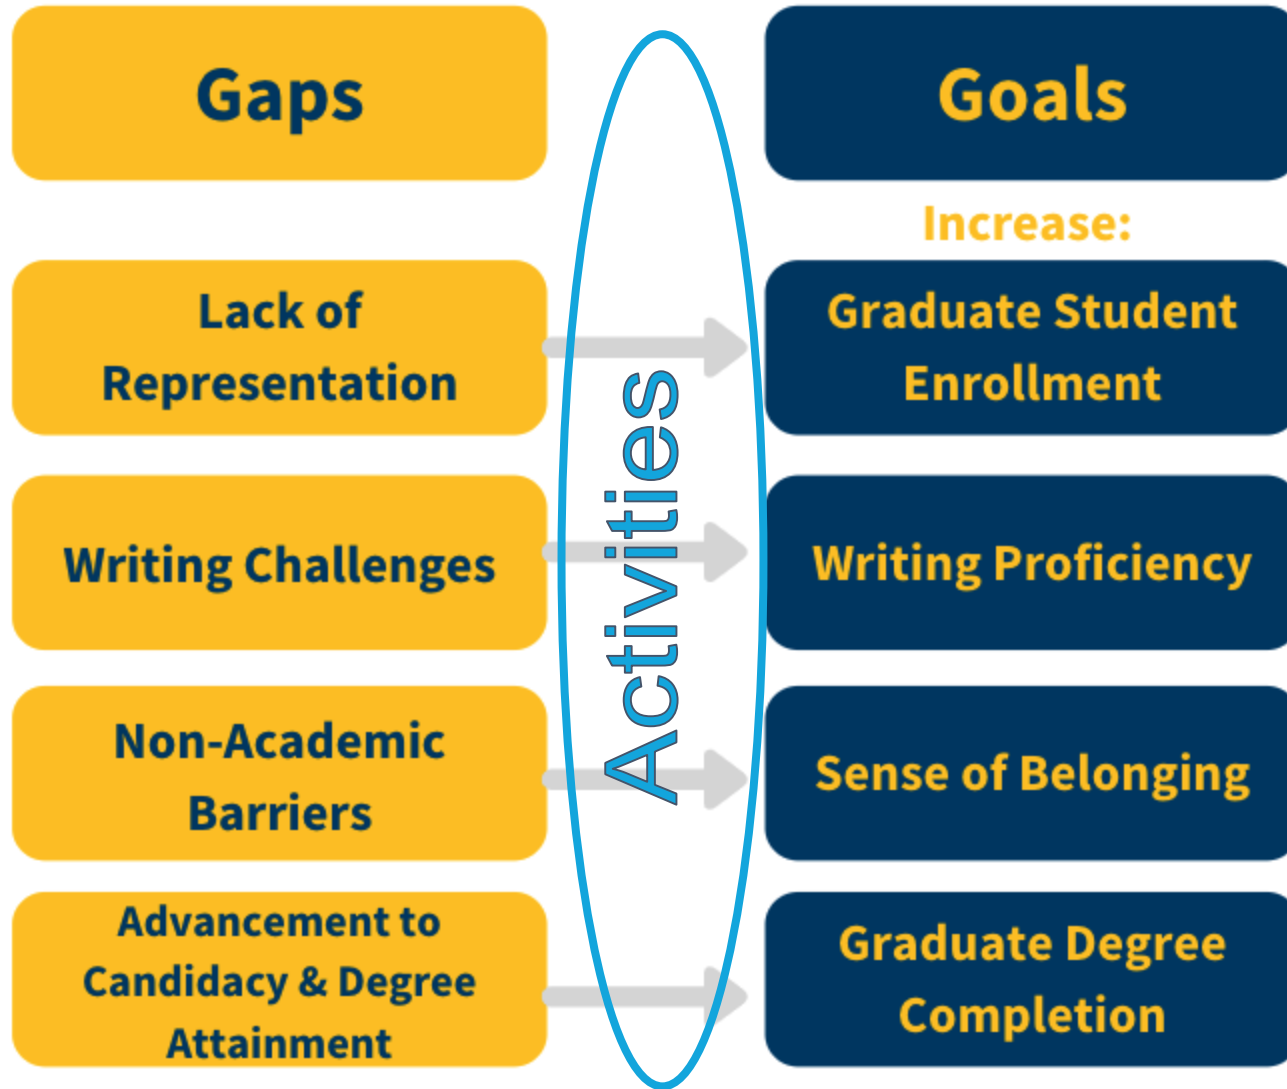 Gaps
Goals
Increase:
Lack of
Representation
Graduate Student
Enrollment
Writing Challenges
Writing Proficiency
Non-Academic
Barriers
Sense of Belonging
Advancement to
Candidacy & Degree
Attainment
Graduate Degree
Completion
Activities